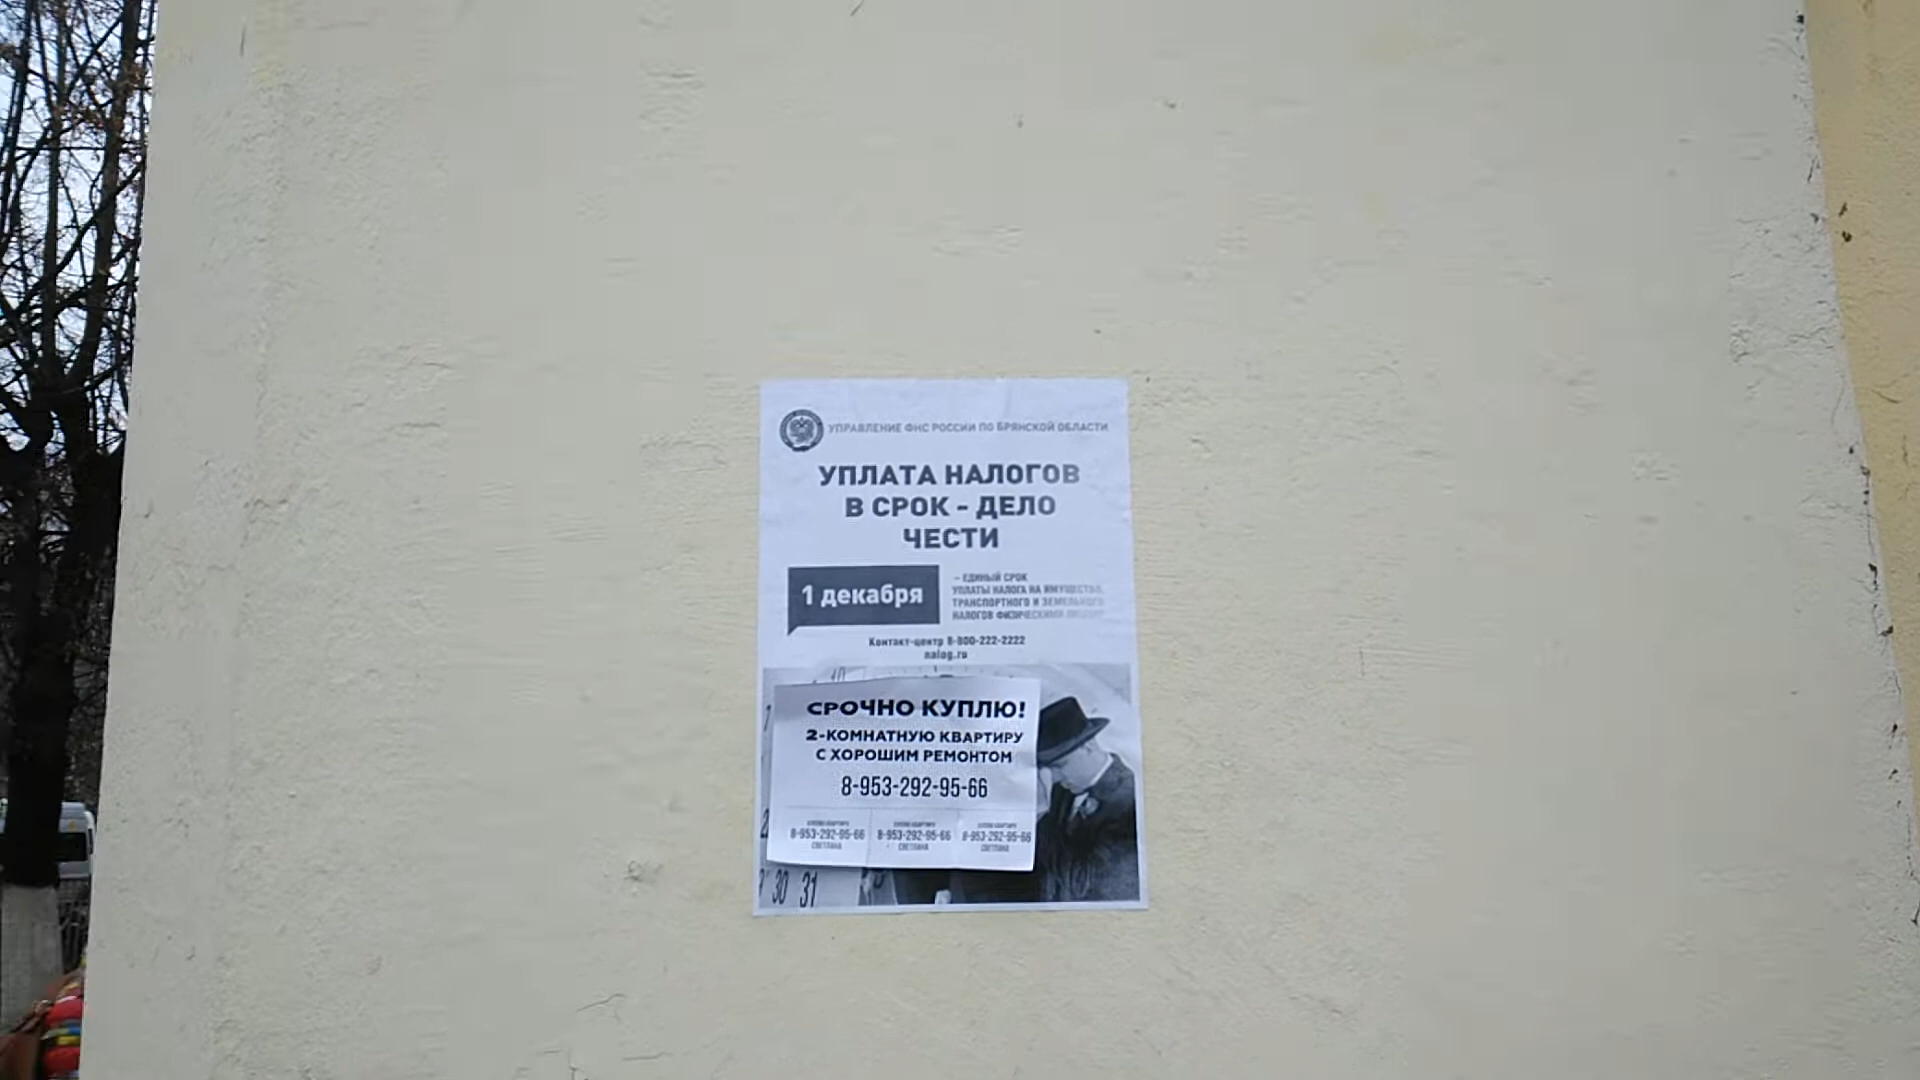 УПРАВЛЕНИЕ ФНС РОССИИ ПО БРЯНСКОЙ ОБЛАСТИ
УПЛАТА НАЛОГОВ
В СРОК - ДЕЛО
ЧЕСТИ
1 декабря
- ЕДИНЫЙ СРОК
УПЛАТЫ НАЛОГА НА ИМУЩЕСТВО,
ТРАНСПОРТНОГО И ЗЕМЕЛЬНОГО
НАЛОГОВ ФИЗИЧЕСКИМИ
Контакт-центр 8-800-222-2222
nalog.ru
10
СРОЧНО КУПЛЮ!
2-КОМНАТНУЮ КВАРТИРУ
С ХОРОШИМ РЕМОНТОМ
8-953-292-95-66
8-953-292-95-66 8-953-292-95-66 8-953-292-95-66
СВЕТЛАНА СВЕТЛАНА СВЕТЛАНА
30 31